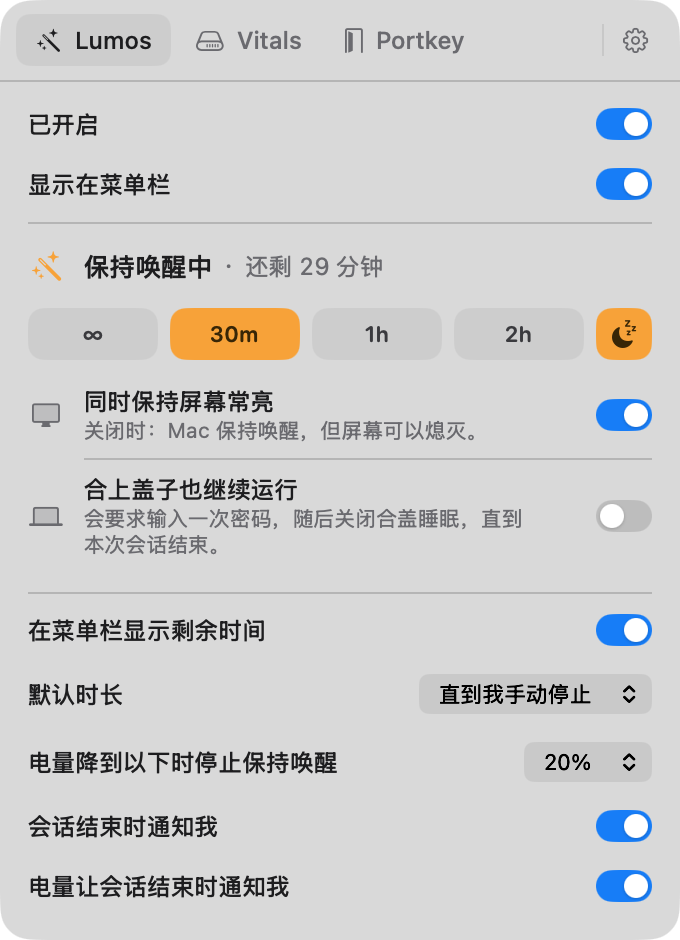 Lumos Vitals Portkey
已开启
显示在菜单栏
保持唤醒中 · 还剩 29 分钟
∞ 30m 1h 2h
同时保持屏幕常亮
关闭时：Mac 保持唤醒，但屏幕可以熄灭。
合上盖子也继续运行
会要求输入一次密码，随后关闭合盖睡眠，直到
本次会话结束。
在菜单栏显示剩余时间
默认时长 直到我手动停止
电量降到以下时停止保持唤醒 20%
会话结束时通知我
电量让会话结束时通知我